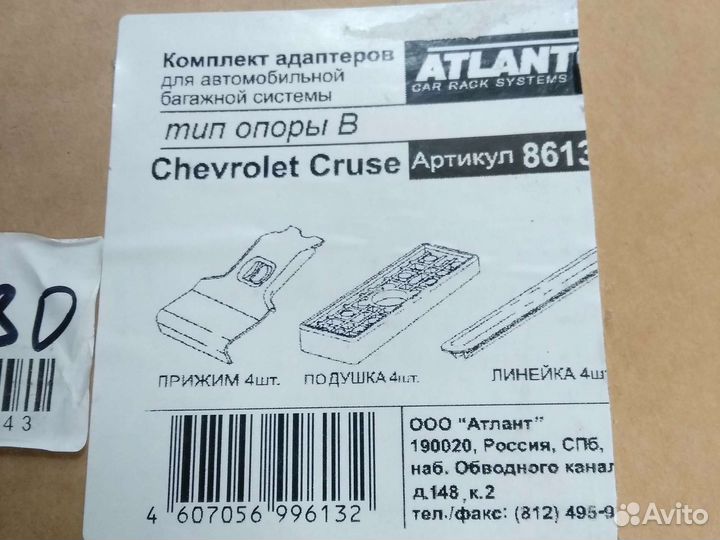 Комплект адаптеров
для автомобильной
багажной системы
ATLANT
CAR RACK SYSTEMS
тип опоры В
Chevrolet Cruse
Артикул 8613
ПРИЖИМ 4шт.
ПОДУШКА 4шт.
ЛИНЕЙКА 4шт
30
43
4 607056 996132
ООО "Атлант"
190020, Россия, СПб,
наб. Обводного канал
д.148 ,к.2
тел./факс: (812) 495-9
Avito